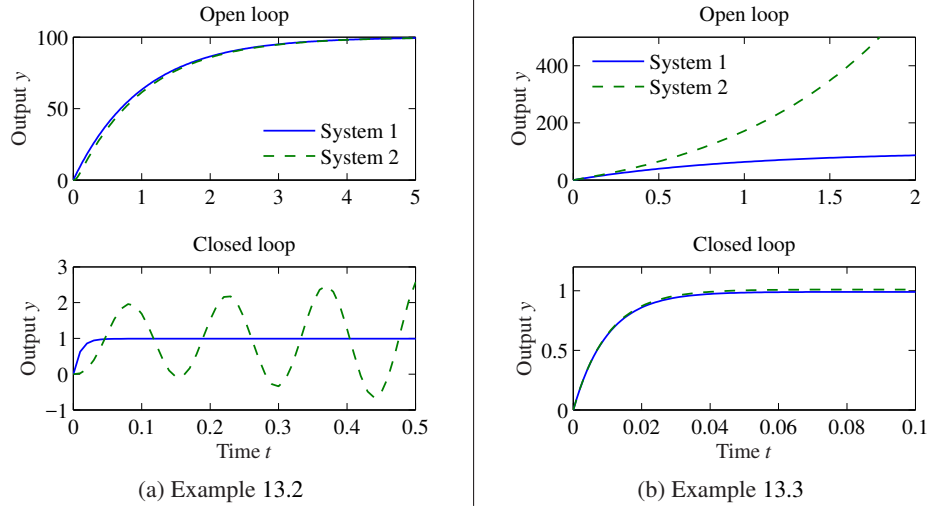 Open loop
100
50
0
Output y
System 1
System 2
0 1 2 3 4 5
Closed loop
3
2
1
0
−1
Output y
0 0.1 0.2 0.3 0.4 0.5
Time t
(a) Example 13.2
Open loop
400
200
0
Output y
System 1
System 2
0 0.5 1 1.5 2
Closed loop
1
0.5
0
Output y
0 0.02 0.04 0.06 0.08 0.1
Time t
(b) Example 13.3